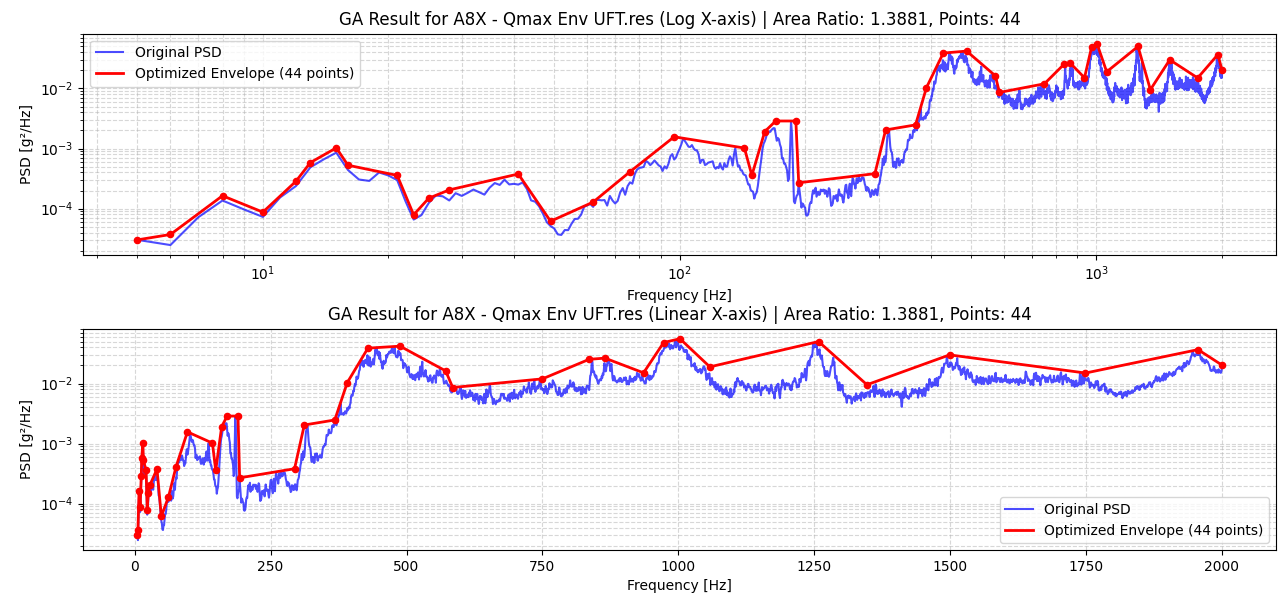 GA Result for A8X - Qmax Env UFT.res (Log X-axis) | Area Ratio: 1.3881, Points: 44
Original PSD
Optimized Envelope (44 points)
PSD [g²/Hz]
10⁻²
10⁻³
10⁻⁴
10¹ 10² 10³
Frequency [Hz]
GA Result for A8X - Qmax Env UFT.res (Linear X-axis) | Area Ratio: 1.3881, Points: 44
PSD [g²/Hz]
10⁻²
10⁻³
10⁻⁴
Original PSD
Optimized Envelope (44 points)
0 250 500 750 1000 1250 1500 1750 2000
Frequency [Hz]